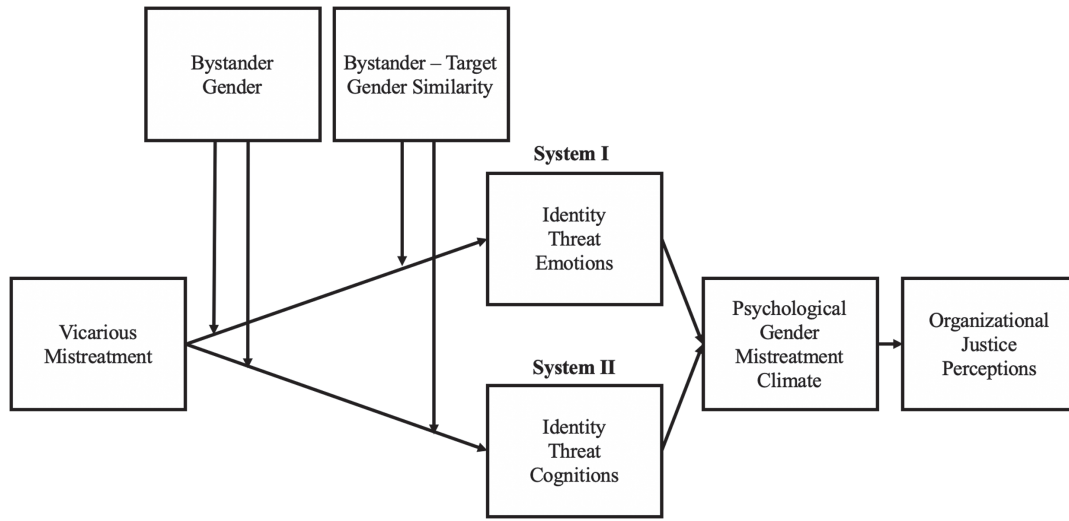 Bystander
Gender
Bystander – Target
Gender Similarity
System I
Identity
Threat
Emotions
Vicarious
Mistreatment
Psychological
Gender
Mistreatment
Climate
Organizational
Justice
Perceptions
System II
Identity
Threat
Cognitions